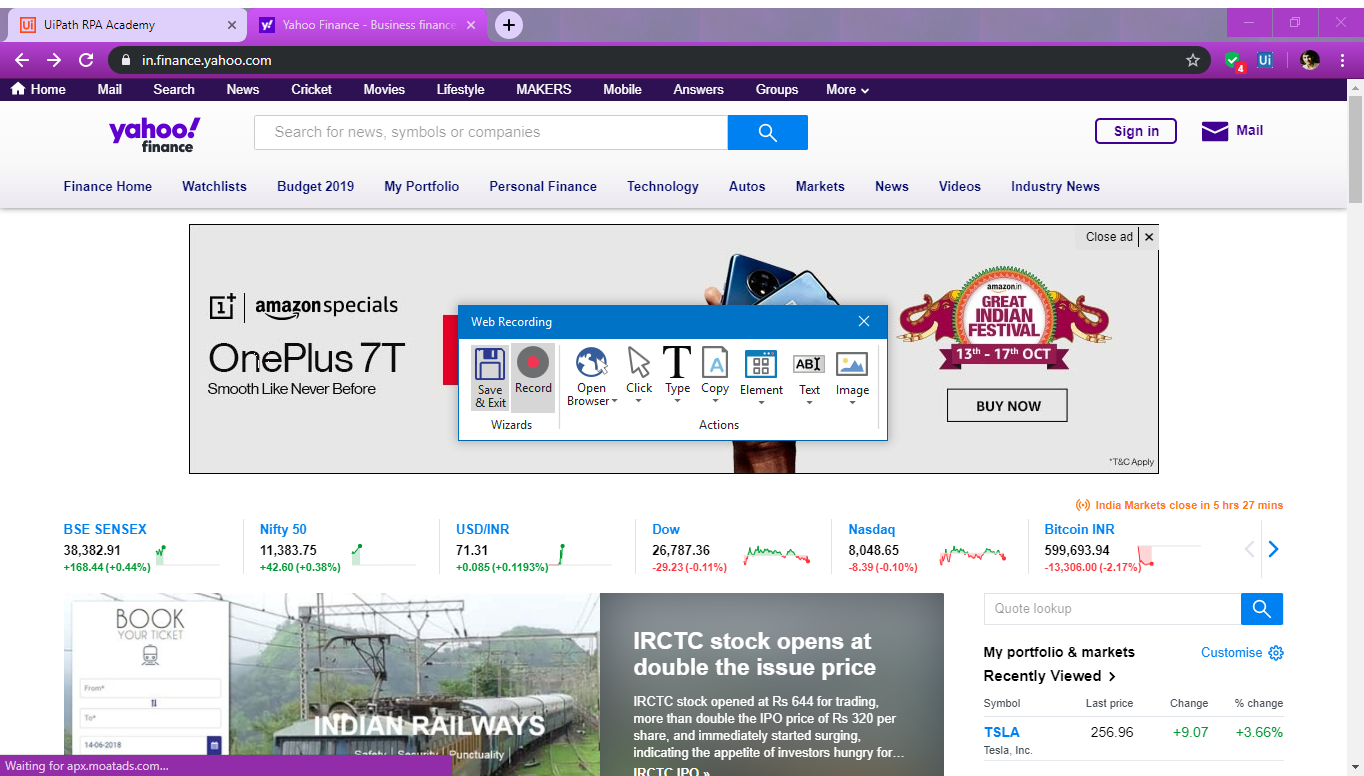 UiPath RPA Academy
Yahoo Finance - Business finance,
in.finance.yahoo.com
4
Ui
Home Mail Search News Cricket Movies Lifestyle MAKERS Mobile Answers Groups More
yahoo!
finance
Search for news, symbols or companies
Sign in
Mail
Finance Home Watchlists Budget 2019 My Portfolio Personal Finance Technology Autos Markets News Videos Industry News
Close ad
amazonspecials
OnePlus 7T
Smooth Like Never Before
amazon.in
GREAT
INDIAN
FESTIVAL
13th - 17th OCT
BUY NOW
*T&C Apply
Web Recording
Save
& Exit
Record
Wizards
Open
Browser
Click
Type
Copy
Element
Text
Image
Actions
India Markets close in 5 hrs 27 mins
BSE SENSEX
38,382.91
+168.44 (+0.44%)
Nifty 50
11,383.75
+42.60 (+0.38%)
USD/INR
71.31
+0.085 (+0.1193%)
Dow
26,787.36
-29.23 (-0.11%)
Nasdaq
8,048.65
-8.39 (-0.10%)
Bitcoin INR
599,693.94
-13,306.00 (-2.17%)
BOOK
YOUR TICKET
From*
To*
14-06-2018
INDIAN RAILWAYS
Safety | Security | Punctuality
IRCTC stock opens at
double the issue price
IRCTC stock opened at Rs 644 for trading,
more than double the IPO price of Rs 320 per
share, and immediately started surging,
indicating the appetite of investors hungry for...
IRCTC IPO »
Quote lookup
My portfolio & markets
Customise
Recently Viewed
Symbol Last price Change % change
TSLA 256.96 +9.07 +3.66%
Tesla, Inc.
Waiting for apx.moatads.com...